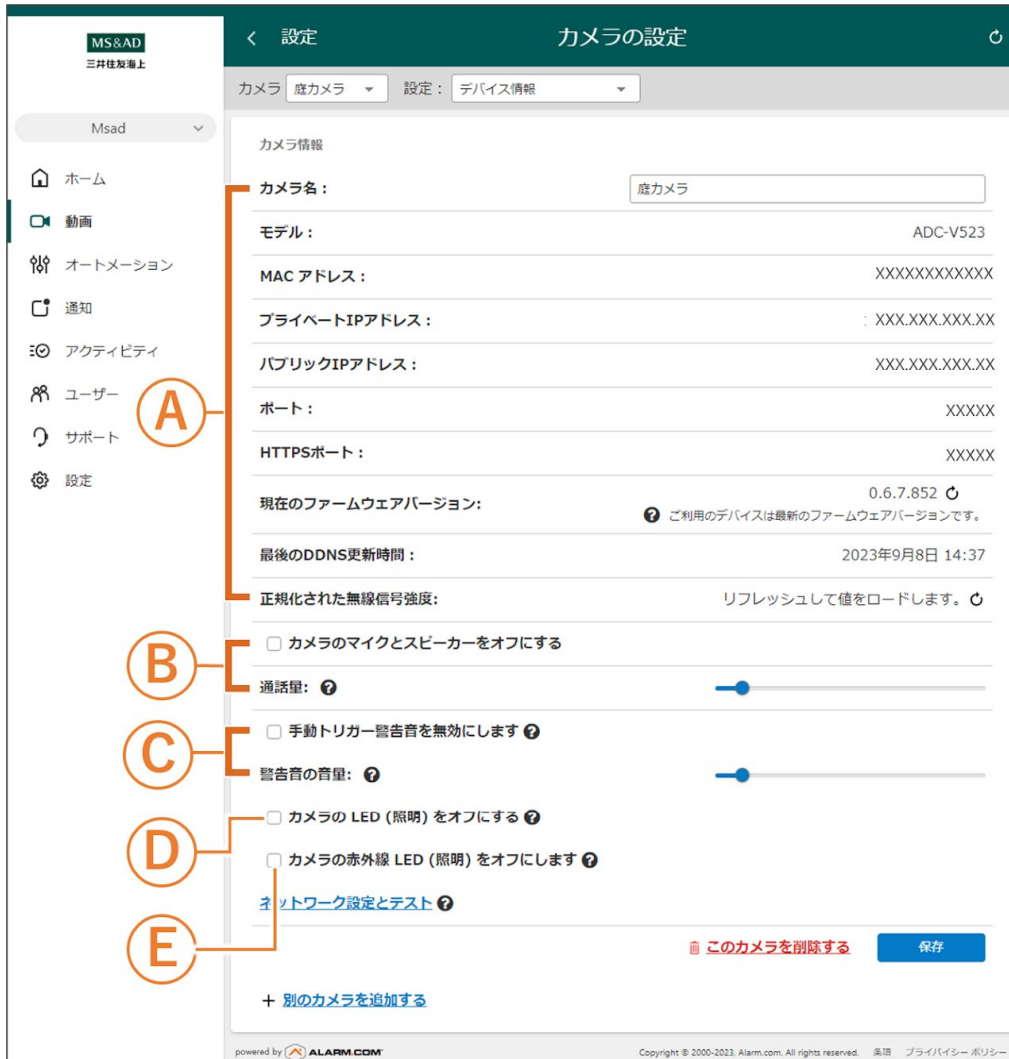 MS&AD
三井住友海上
Msad
ホーム
動画
オートメーション
通知
アクティビティ
ユーザー
サポート
設定
設定
カメラの設定
カメラ 庭カメラ 設定： デバイス情報
カメラ情報
カメラ名： 庭カメラ
モデル： ADC-V523
MAC アドレス： XXXXXXXXXXXX
プライベートIPアドレス： : XXX.XXX.XXX.XX
パブリックIPアドレス： XXX.XXX.XXX.XX
ポート： XXXXX
HTTPSポート： XXXXX
現在のファームウェアバージョン: 0.6.7.852
? ご利用のデバイスは最新のファームウェアバージョンです。
最後のDDNS更新時間： 2023年9月8日 14:37
正規化された無線信号強度: リフレッシュして値をロードします。
A
カメラのマイクとスピーカーをオフにする
通話量: ?
B
手動トリガー警告音を無効にします ?
警告音の音量: ?
C
カメラの LED (照明) をオフにする ?
D
カメラの赤外線 LED (照明) をオフにします ?
E
ネットワーク設定とテスト ?
このカメラを削除する 保存
+ 別のカメラを追加する
powered by ALARM.COM Copyright © 2000-2023, Alarm.com. All rights reserved. 条項 プライバイシー ポリシー